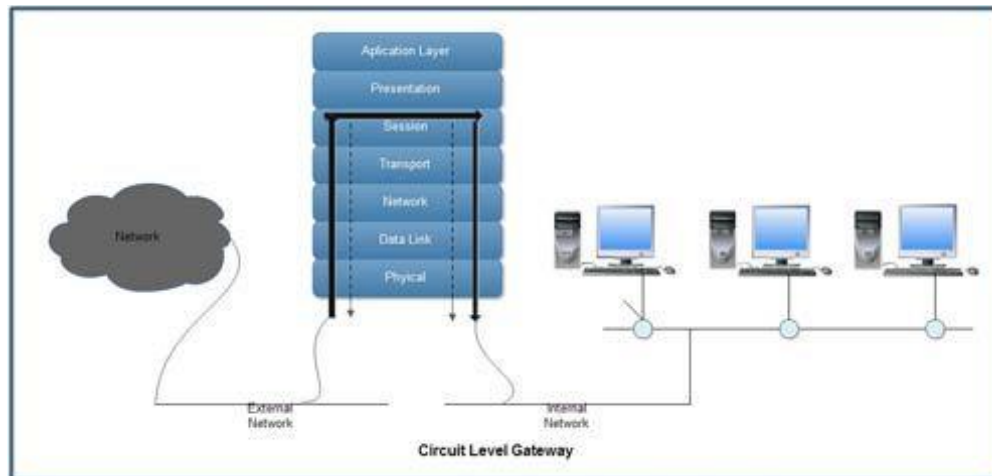 Aplication Layer
Presentation
Session
Transport
Network
Data Link
Phyical
Network
External
Network
Internal
Network
Circuit Level Gateway